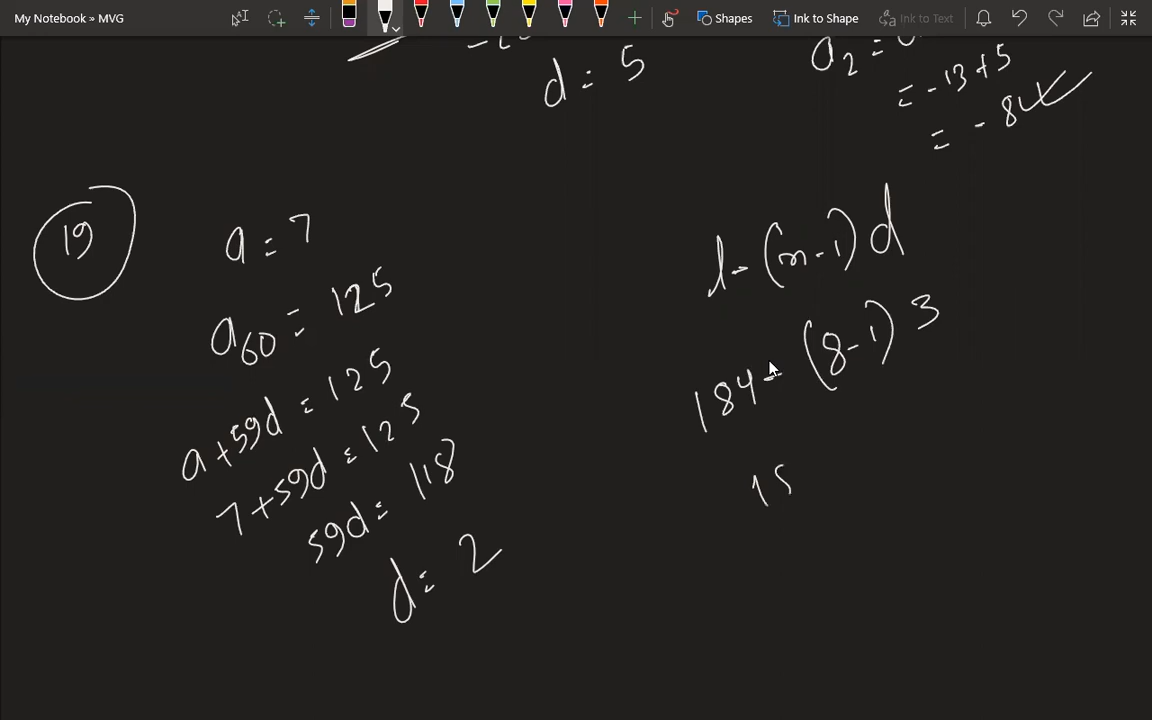 My Notebook » MVG
Shapes
Ink to Shape
Ink to Text
d = 5
a2 =
= -13+5
= -8
19
a = 7
a60 = 125
a+59d = 125
7+59d = 125
59d = 118
d = 2
l - (n-1) d
184 - (8-1) 3